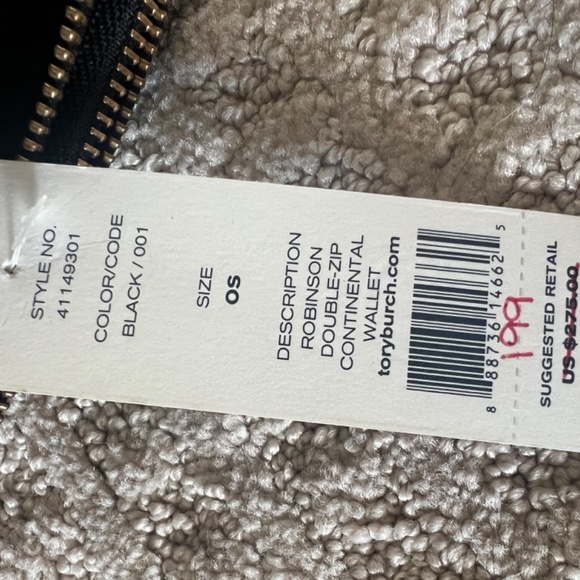 STYLE NO.
41149301
COLOR/CODE
BLACK / 001
SIZE
OS
DESCRIPTION
ROBINSON
DOUBLE-ZIP
CONTINENTAL
WALLET
toryburch.com
8 88736 14662 5
199
SUGGESTED RETAIL
US $275.00